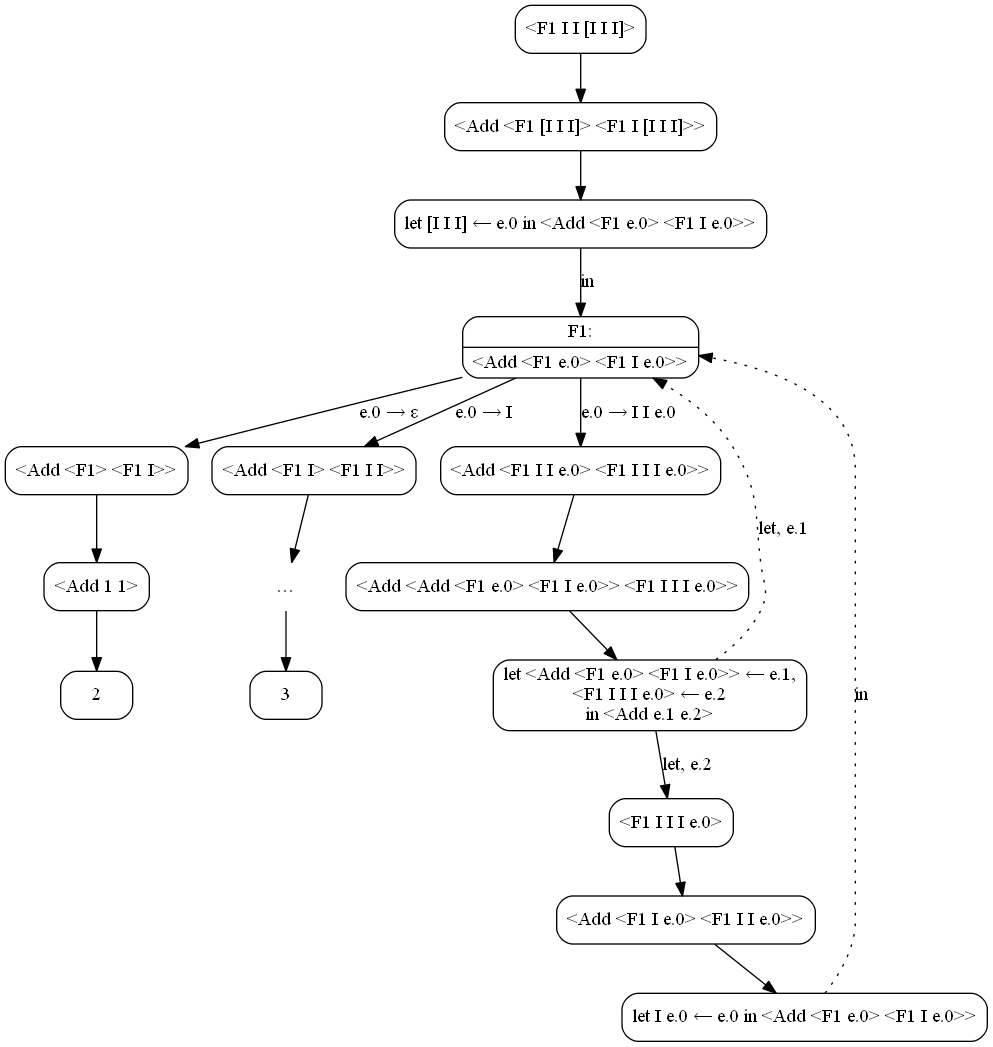 <F1 I I [I I I]>
<Add <F1 [I I I]> <F1 I [I I I]>>
let [I I I] ← e.0 in <Add <F1 e.0> <F1 I e.0>>
in
F1:
<Add <F1 e.0> <F1 I e.0>>
e.0 → ε
e.0 → I
e.0 → I I e.0
<Add <F1> <F1 I>>
<Add <F1 I> <F1 I I>>
<Add <F1 I I e.0> <F1 I I I e.0>>
let, e.1
<Add 1 1>
...
<Add <Add <F1 e.0> <F1 I e.0>> <F1 I I I e.0>>
2
3
let <Add <F1 e.0> <F1 I e.0>> ← e.1,
<F1 I I I e.0> ← e.2
in <Add e.1 e.2>
in
let, e.2
<F1 I I I e.0>
<Add <F1 I e.0> <F1 I I e.0>>
let I e.0 ← e.0 in <Add <F1 e.0> <F1 I e.0>>